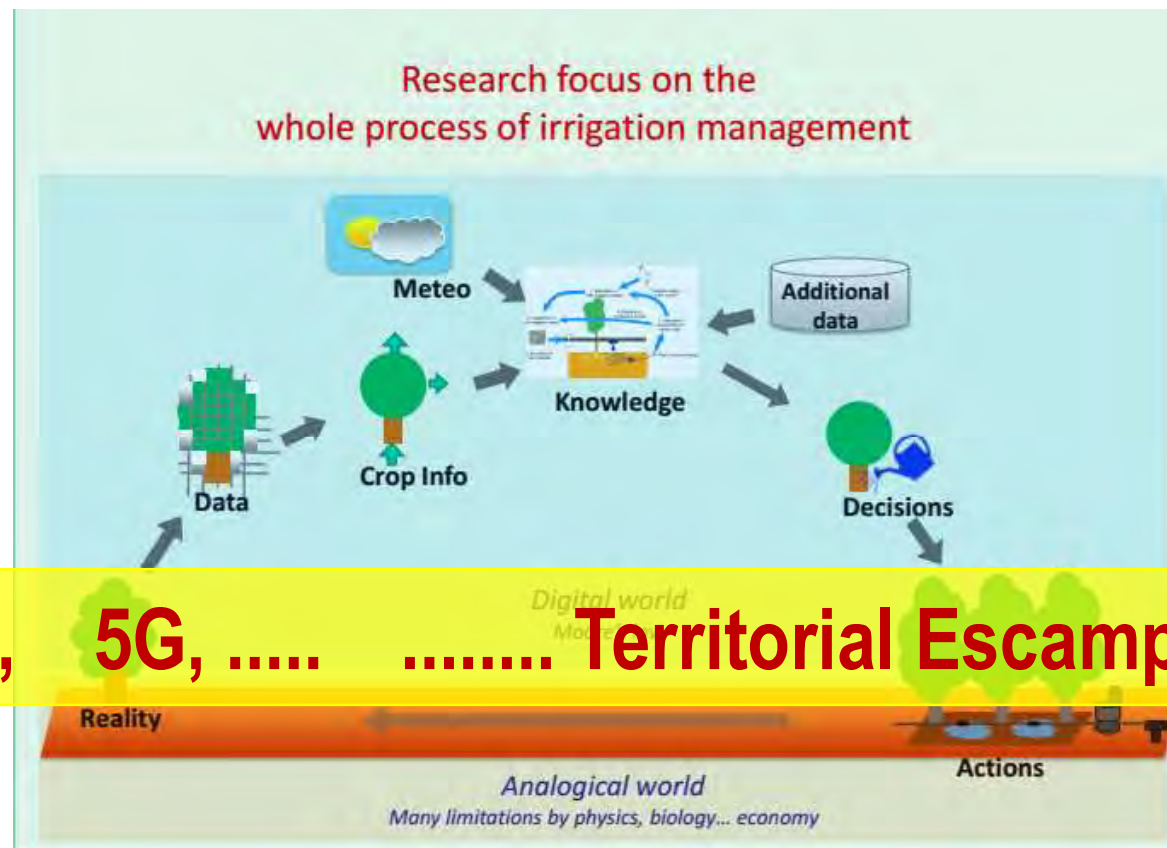 Research focus on the
whole process of irrigation management
Meteo
Additional
data
Knowledge
Crop Info
Data
Decisions
Digital world
, 5G, ..... ........ Territorial Escamp
Reality
Actions
Analogical world
Many limitations by physics, biology... economy